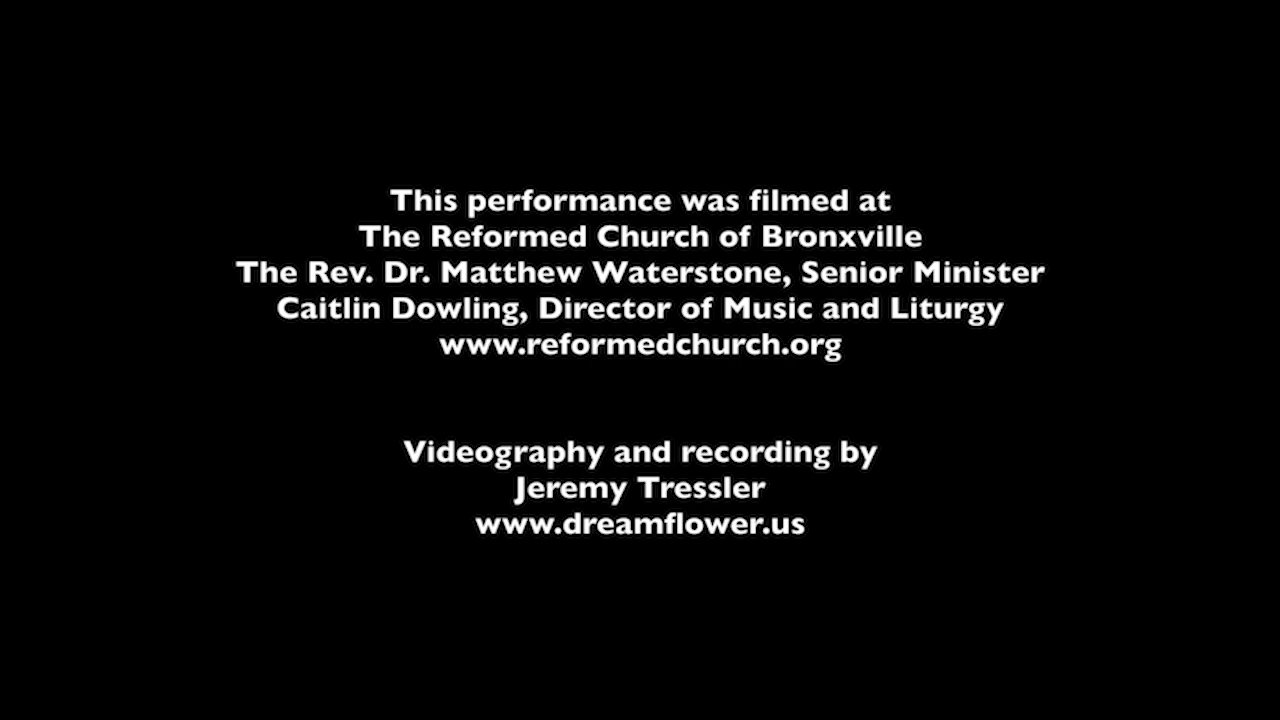 This performance was filmed at
The Reformed Church of Bronxville
The Rev. Dr. Matthew Waterstone, Senior Minister
Caitlin Dowling, Director of Music and Liturgy
www.reformedchurch.org
Videography and recording by
Jeremy Tressler
www.dreamflower.us